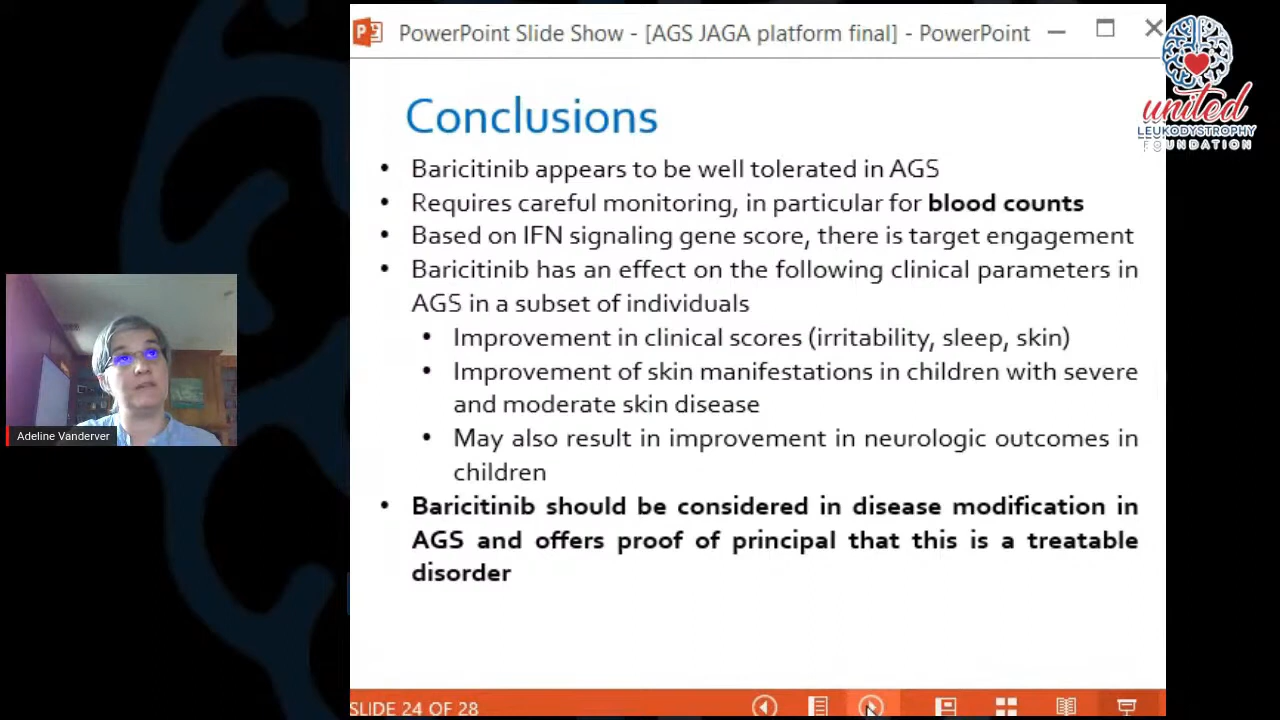 PowerPoint Slide Show - [AGS JAGA platform final] - PowerPoint
united
LEUKODYSTROPHY
FOUNDATION
Conclusions
• Baricitinib appears to be well tolerated in AGS
• Requires careful monitoring, in particular for blood counts
• Based on IFN signaling gene score, there is target engagement
• Baricitinib has an effect on the following clinical parameters in
AGS in a subset of individuals
• Improvement in clinical scores (irritability, sleep, skin)
• Improvement of skin manifestations in children with severe
and moderate skin disease
• May also result in improvement in neurologic outcomes in
children
• Baricitinib should be considered in disease modification in
AGS and offers proof of principal that this is a treatable
disorder
Adeline Vanderver
SLIDE 24 OF 28